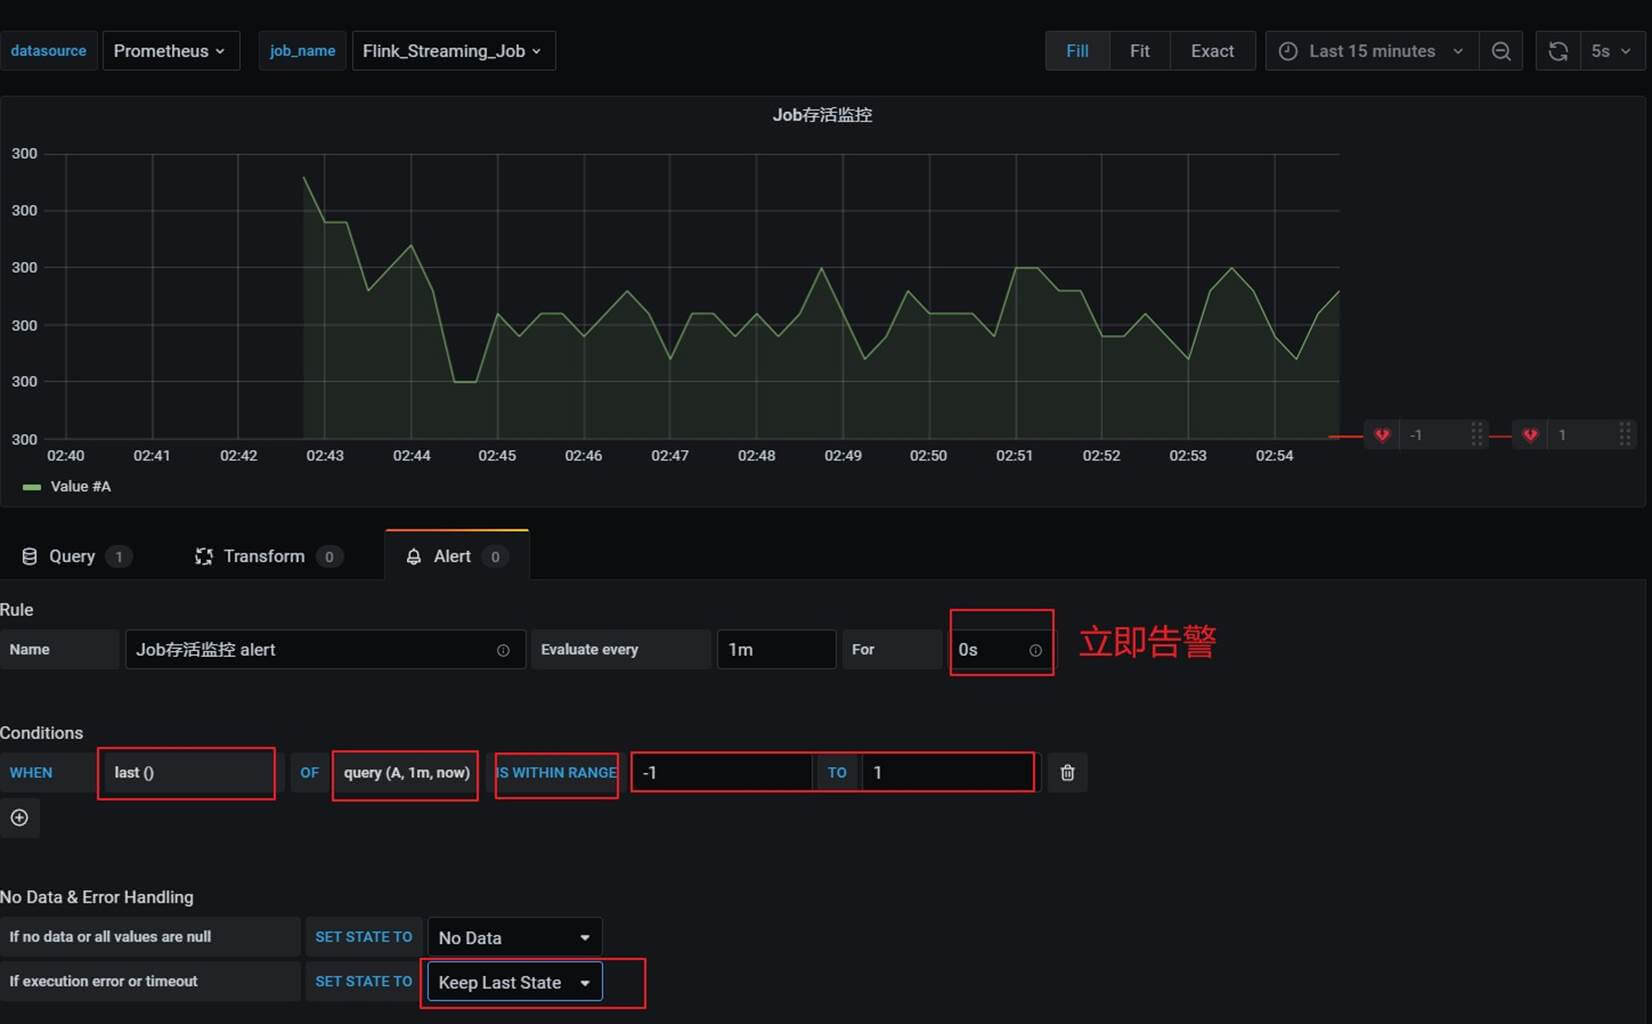 datasource Prometheus job_name Flink_Streaming_Job Fill Fit Exact Last 15 minutes 5s
Job存活监控
300
300
300
300
300
300
-1 1
02:40 02:41 02:42 02:43 02:44 02:45 02:46 02:47 02:48 02:49 02:50 02:51 02:52 02:53 02:54
Value #A
Query 1 Transform 0 Alert 0
Rule
Name Job存活监控 alert Evaluate every 1m For 0s 立即告警
Conditions
WHEN last () OF query (A, 1m, now) IS WITHIN RANGE -1 TO 1
No Data & Error Handling
If no data or all values are null SET STATE TO No Data
If execution error or timeout SET STATE TO Keep Last State